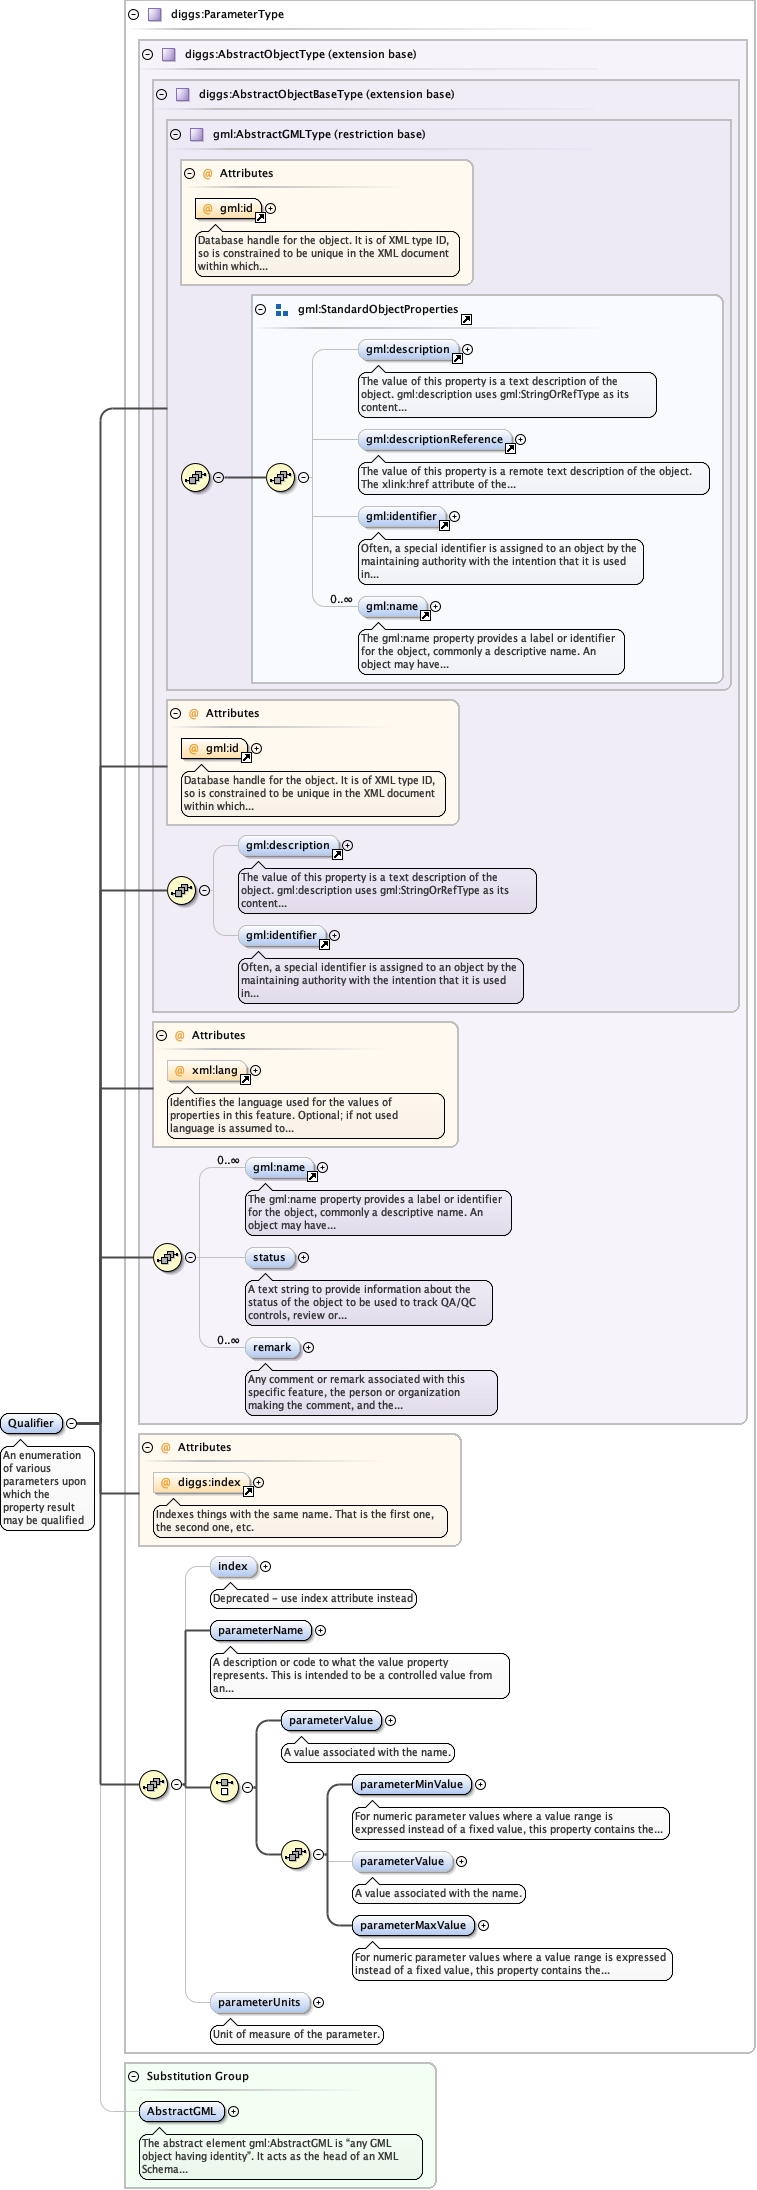 diggs:ParameterType
diggs:AbstractObjectType (extension base)
diggs:AbstractObjectBaseType (extension base)
gml:AbstractGMLType (restriction base)
@ Attributes
@ gml:id
Database handle for the object. It is of XML type ID,
so is constrained to be unique in the XML document
within which...
gml:StandardObjectProperties
gml:description
The value of this property is a text description of the
object. gml:description uses gml:StringOrRefType as its
content...
gml:descriptionReference
The value of this property is a remote text description of the object.
The xlink:href attribute of the...
gml:identifier
Often, a special identifier is assigned to an object by the
maintaining authority with the intention that it is used
in...
0..∞
gml:name
The gml:name property provides a label or identifier
for the object, commonly a descriptive name. An
object may have...
@ Attributes
@ gml:id
Database handle for the object. It is of XML type ID,
so is constrained to be unique in the XML document
within which...
gml:description
The value of this property is a text description of the
object. gml:description uses gml:StringOrRefType as its
content...
gml:identifier
Often, a special identifier is assigned to an object by the
maintaining authority with the intention that it is used
in...
@ Attributes
@ xml:lang
Identifies the language used for the values of
properties in this feature. Optional; if not used
language is assumed to...
0..∞
gml:name
The gml:name property provides a label or identifier
for the object, commonly a descriptive name. An
object may have...
status
A text string to provide information about the
status of the object to be used to track QA/QC
controls, review or...
0..∞
remark
Any comment or remark associated with this
specific feature, the person or organization
making the comment, and the...
Qualifier
An enumeration
of various
parameters upon
which the
property result
may be qualified
@ Attributes
@ diggs:index
Indexes things with the same name. That is the first one,
the second one, etc.
index
Deprecated – use index attribute instead
parameterName
A description or code to what the value property
represents. This is intended to be a controlled value from
an...
parameterValue
A value associated with the name.
parameterMinValue
For numeric parameter values where a value range is
expressed instead of a fixed value, this property contains the...
parameterValue
A value associated with the name.
parameterMaxValue
For numeric parameter values where a value range is expressed
instead of a fixed value, this property contains the...
parameterUnits
Unit of measure of the parameter.
Substitution Group
AbstractGML
The abstract element gml:AbstractGML is “any GML
object having identity”. It acts as the head of an XML
Schema...